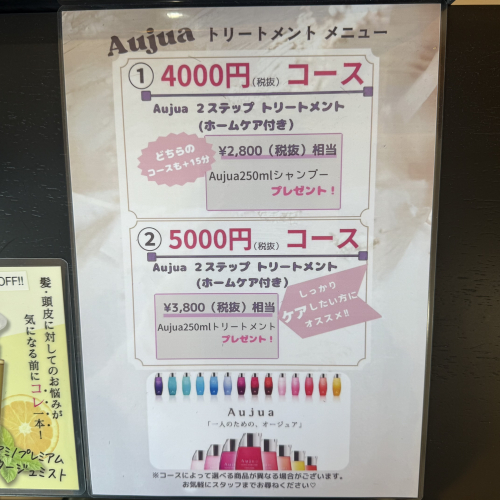 Aujua トリートメント メニュー
① 4000円(税抜) コース
Aujua 2ステップ トリートメント
(ホームケア付き)
どちらの
コースも+15分
¥2,800(税抜)相当
Aujua250mlシャンプー
プレゼント!
② 5000円(税抜) コース
Aujua 2ステップ トリートメント
(ホームケア付き)
¥3,800(税抜)相当
Aujua250mlトリートメント
プレゼント!
しっかり
ケアしたい方に
オススメ!!
Aujua
「一人のための、オージュア」
※コースによって選べる商品が異なる場合がございます。
お気軽にスタッフまでお尋ねください♡
OFF!!
髪・頭皮に対してのお悩みが
気になる前にコレ一本!
プレミアム
ージュミスト